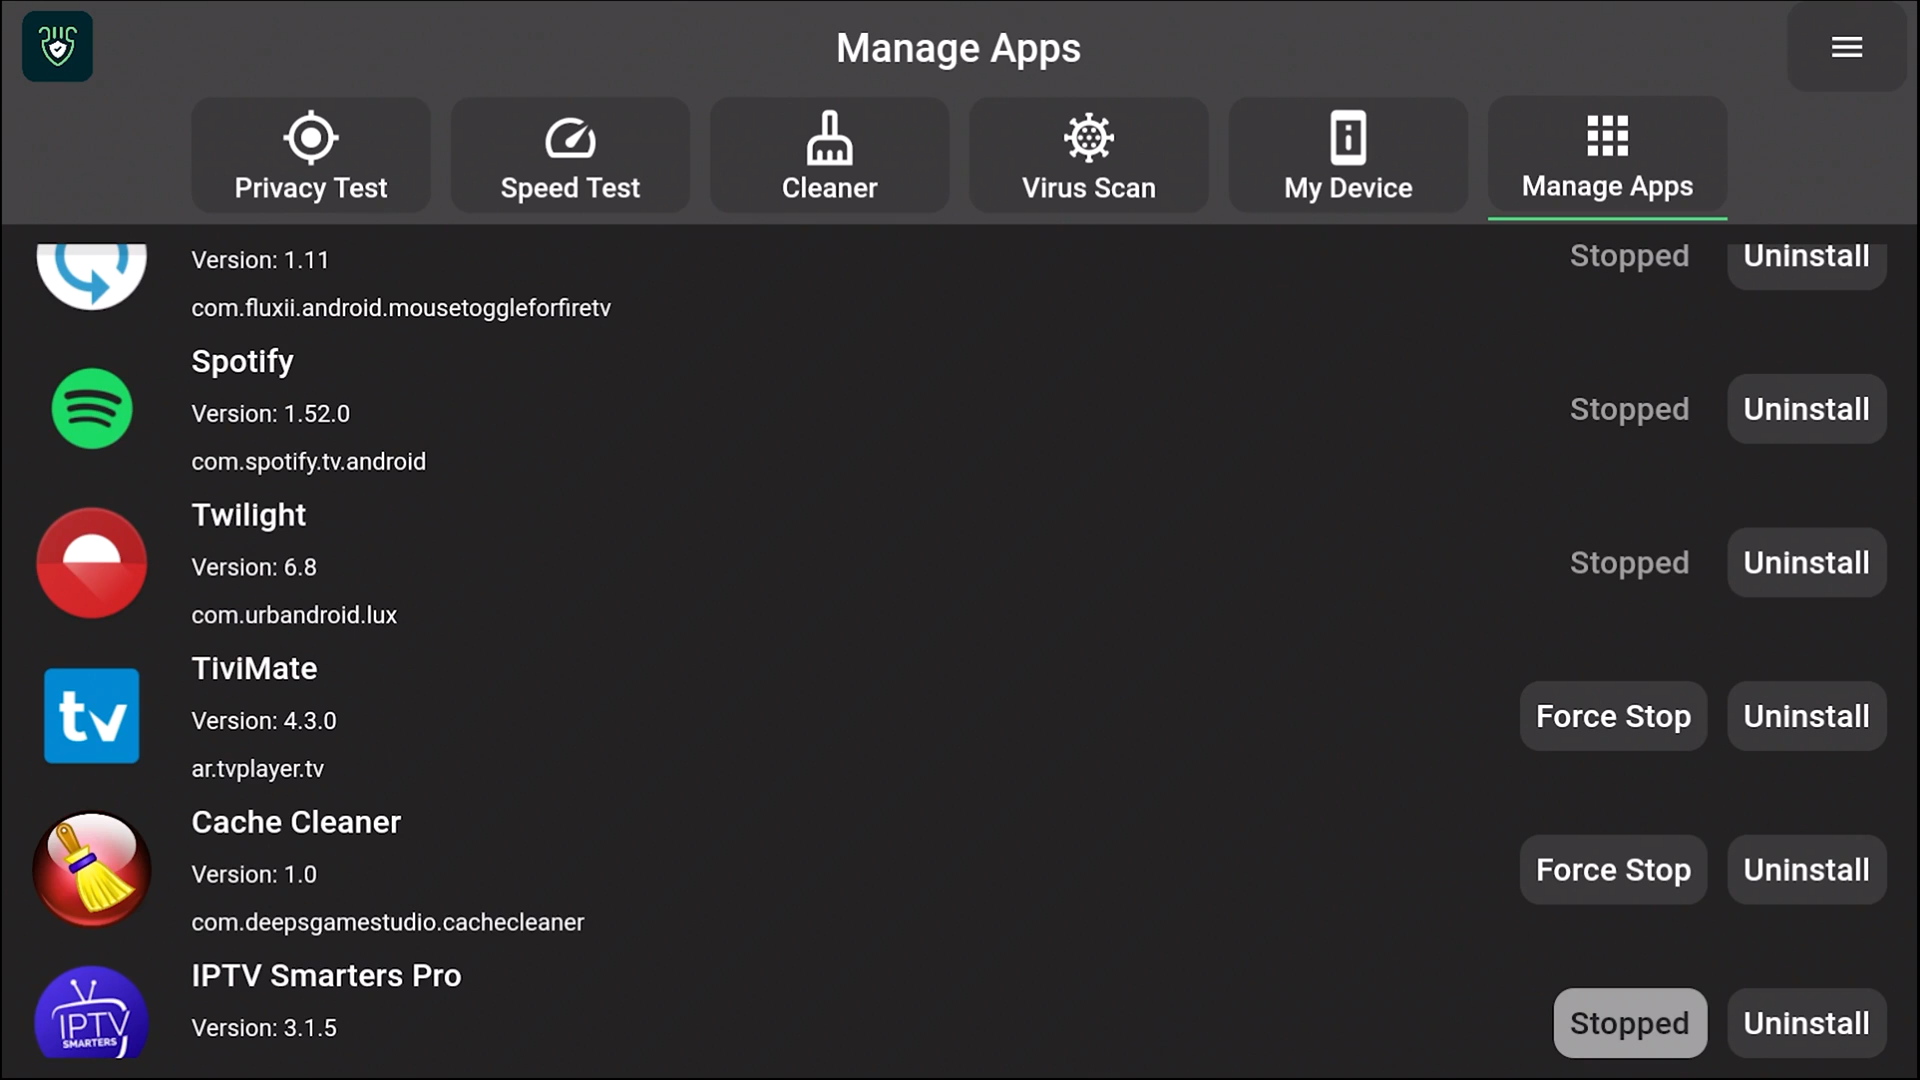 Manage Apps
Privacy Test
Speed Test
Cleaner
Virus Scan
My Device
Manage Apps
Version: 1.11
Stopped
Uninstall
com.fluxii.android.mousetoggleforfiretv
Spotify
Version: 1.52.0
Stopped
Uninstall
com.spotify.tv.android
Twilight
Version: 6.8
Stopped
Uninstall
com.urbandroid.lux
tv
TiviMate
Version: 4.3.0
Force Stop
Uninstall
ar.tvplayer.tv
Cache Cleaner
Version: 1.0
Force Stop
Uninstall
com.deepsgamestudio.cachecleaner
IPTV
SMARTERS
IPTV Smarters Pro
Version: 3.1.5
Stopped
Uninstall